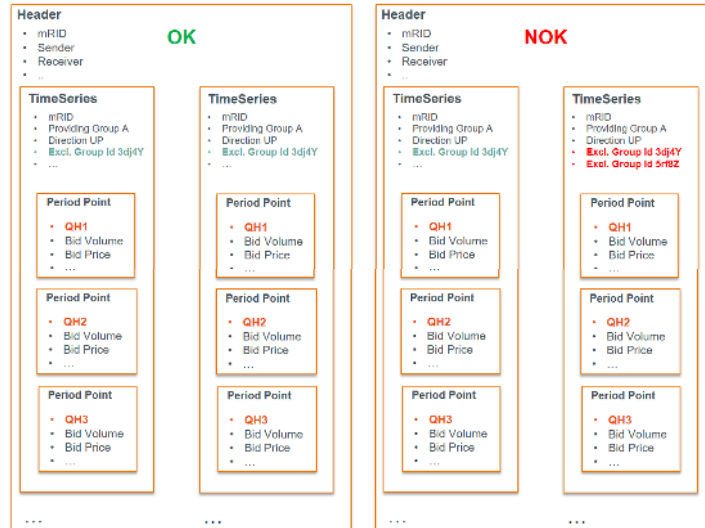 Header
• mRID
• Sender
• Receiver
• ..
OK
TimeSeries
• mRID
• Providing Group A
• Direction UP
• Excl. Group Id 3dj4Y
• ...
Period Point
• QH1
• Bid Volume
• Bid Price
• ...
Period Point
• QH2
• Bid Volume
• Bid Price
• ...
Period Point
• QH3
• Bid Volume
• Bid Price
• ...
...
TimeSeries
• mRID
• Providing Group A
• Direction UP
• Excl. Group Id 3dj4Y
• ...
Period Point
• QH1
• Bid Volume
• Bid Price
• ...
Period Point
• QH2
• Bid Volume
• Bid Price
• ...
Period Point
• QH3
• Bid Volume
• Bid Price
• ...
...
Header
• mRID
• Sender
• Receiver
• ..
NOK
TimeSeries
• mRID
• Providing Group A
• Direction UP
• Excl. Group Id 3dj4Y
• ...
Period Point
• QH1
• Bid Volume
• Bid Price
• ...
Period Point
• QH2
• Bid Volume
• Bid Price
• ...
Period Point
• QH3
• Bid Volume
• Bid Price
• ...
...
TimeSeries
• mRID
• Providing Group A
• Direction UP
• Excl. Group Id 3dj4Y
• Excl. Group Id
Period Point
• QH1
• Bid Volume
• Bid Price
• ...
Period Point
• QH2
• Bid Volume
• Bid Price
• ...
Period Point
• QH3
• Bid Volume
• Bid Price
• ...
...